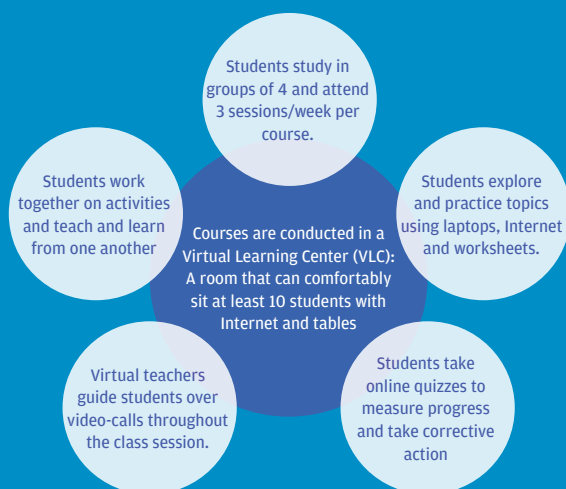 Students study in
groups of 4 and attend
3 sessions/week per
course.
Students work
together on activities
and teach and learn
from one another
Students explore
and practice topics
using laptops, Internet
and worksheets.
Courses are conducted in a
Virtual Learning Center (VLC):
A room that can comfortably
sit at least 10 students with
Internet and tables
Virtual teachers
guide students over
video-calls throughout
the class session.
Students take
online quizzes to
measure progress
and take corrective
action